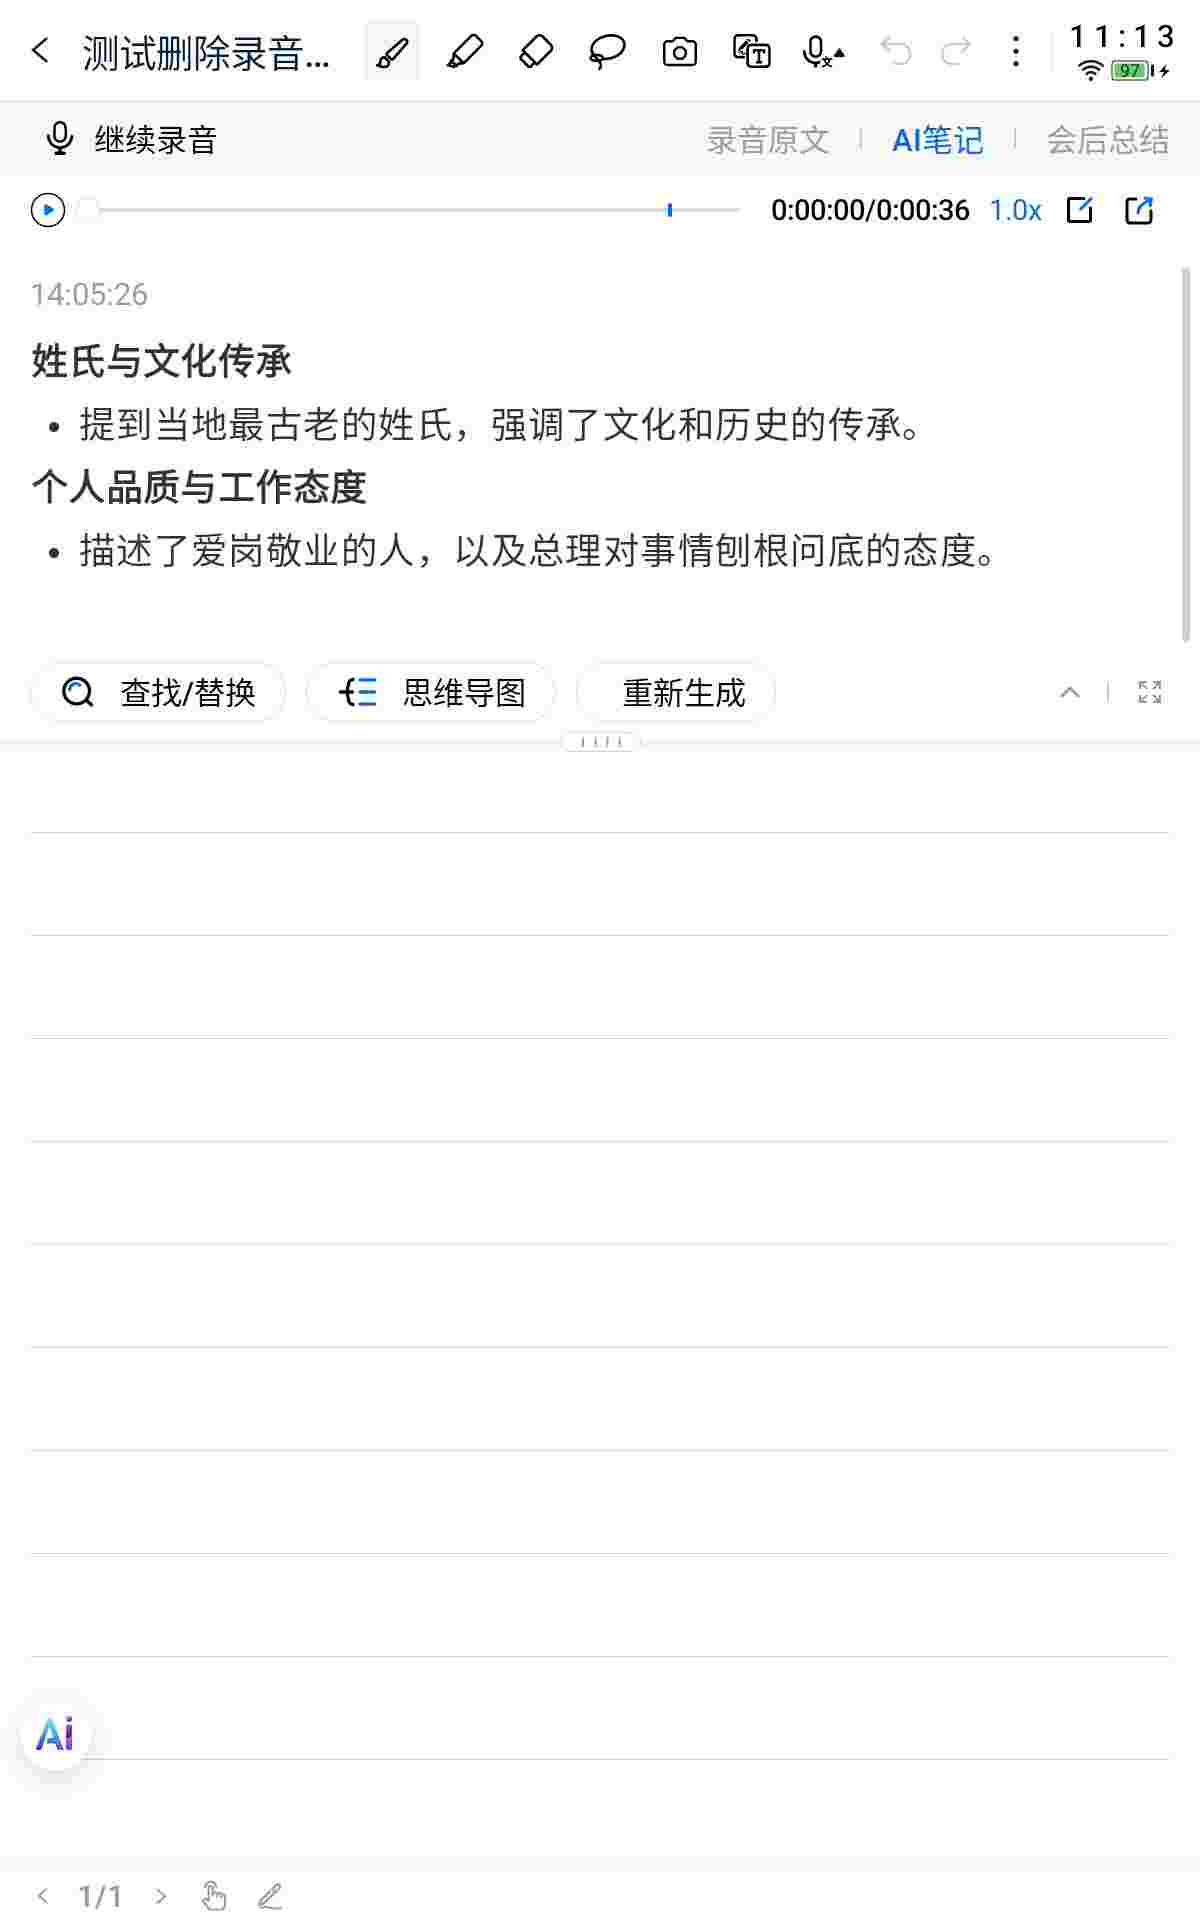 测试删除录音...
11:13
97
继续录音
录音原文
AI笔记
会后总结
0:00:00/0:00:36
1.0x
14:05:26
姓氏与文化传承
• 提到当地最古老的姓氏，强调了文化和历史的传承。
个人品质与工作态度
• 描述了爱岗敬业的人，以及总理对事情刨根问底的态度。
查找/替换
思维导图
重新生成
Ai
1/1